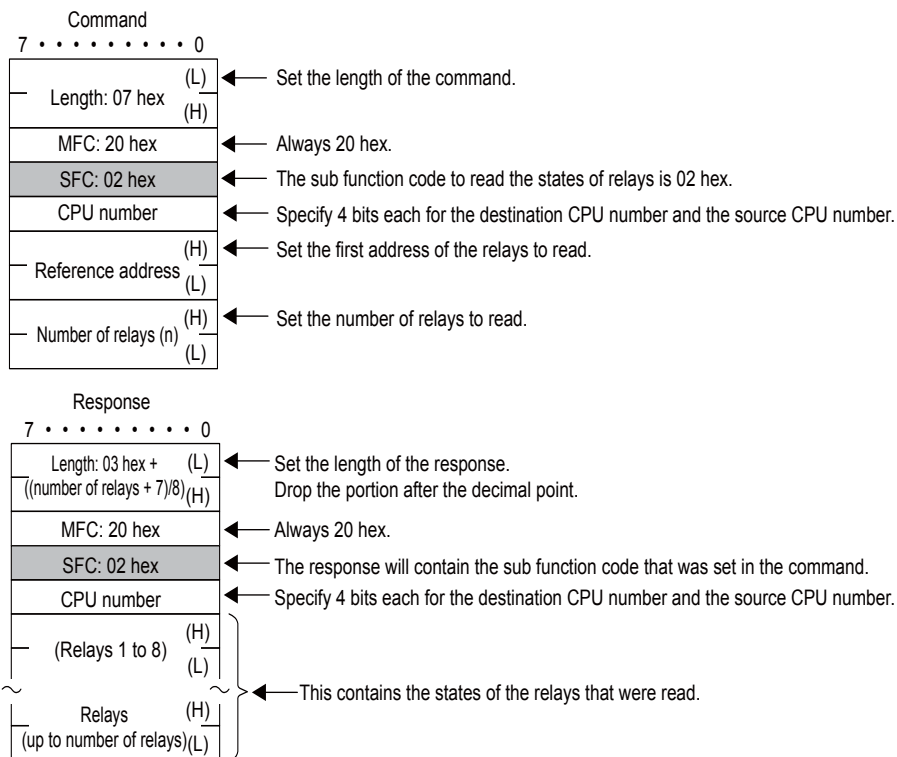 Command
7 • • • • • • • • • 0
(L)
Length: 07 hex
(H)
Set the length of the command.
MFC: 20 hex
Always 20 hex.
SFC: 02 hex
The sub function code to read the states of relays is 02 hex.
CPU number
Specify 4 bits each for the destination CPU number and the source CPU number.
(H)
Reference address
(L)
Set the first address of the relays to read.
(H)
Number of relays (n)
(L)
Set the number of relays to read.
Response
7 • • • • • • • • • 0
Length: 03 hex + (L)
((number of relays + 7)/8) (H)
Set the length of the response.
Drop the portion after the decimal point.
MFC: 20 hex
Always 20 hex.
SFC: 02 hex
The response will contain the sub function code that was set in the command.
CPU number
Specify 4 bits each for the destination CPU number and the source CPU number.
(H)
(Relays 1 to 8)
(L)
This contains the states of the relays that were read.
Relays (H)
(up to number of relays) (L)